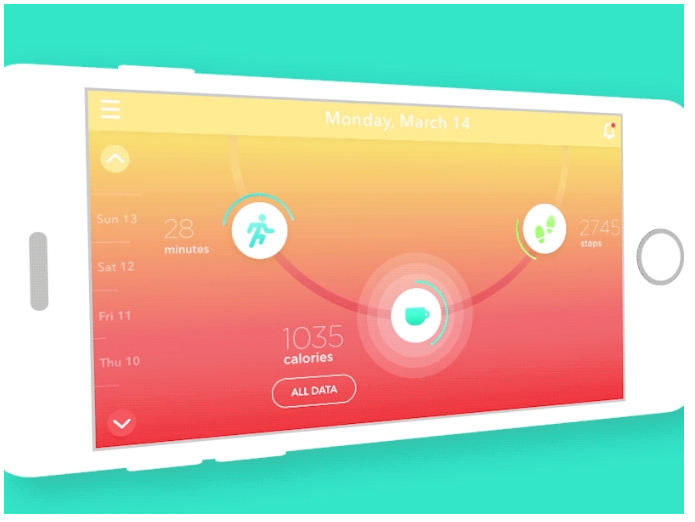 Monday, March 14
Sun 13
Sat 12
Fri 11
Thu 10
28
minutes
2745
steps
1035
calories
ALL DATA